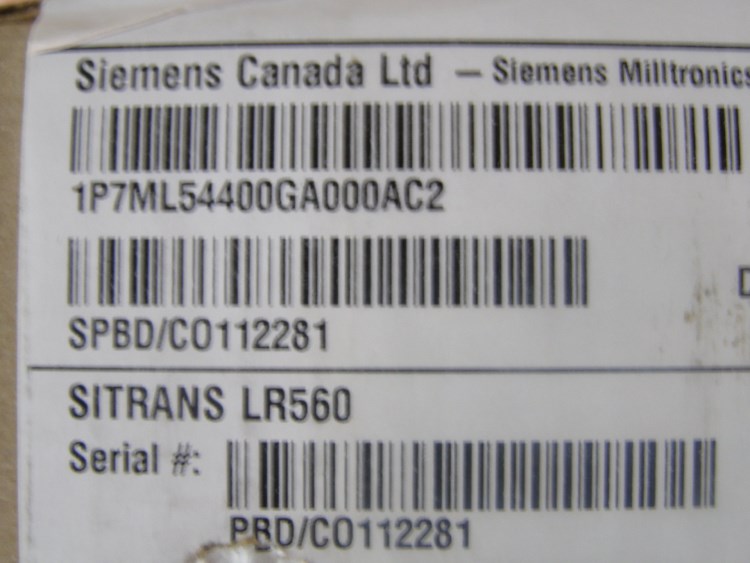 Siemens Canada Ltd – Siemens Milltronics
1P7ML54400GA000AC2
D
SPBD/CO112281
SITRANS LR560
Serial #:
PBD/CO112281